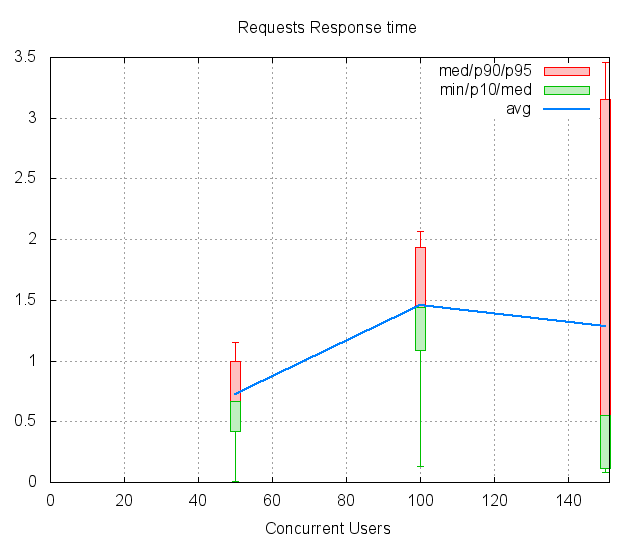 Requests Response time
3.5
3
2.5
2
1.5
1
0.5
0
med/p90/p95
min/p10/med
avg
0 20 40 60 80 100 120 140
Concurrent Users